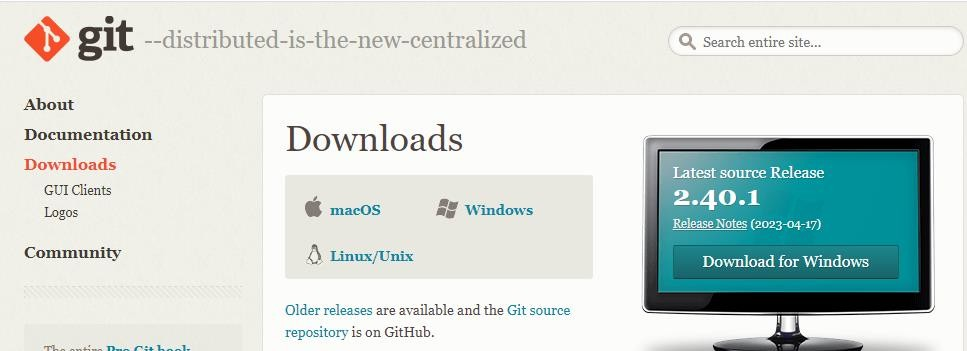 git --distributed-is-the-new-centralized
Search entire site...
About
Documentation
Downloads
GUI Clients
Logos
Community
The entire Pro Git book
Downloads
macOS
Windows
Linux/Unix
Older releases are available and the Git source
repository is on GitHub.
Latest source Release
2.40.1
Release Notes (2023-04-17)
Download for Windows